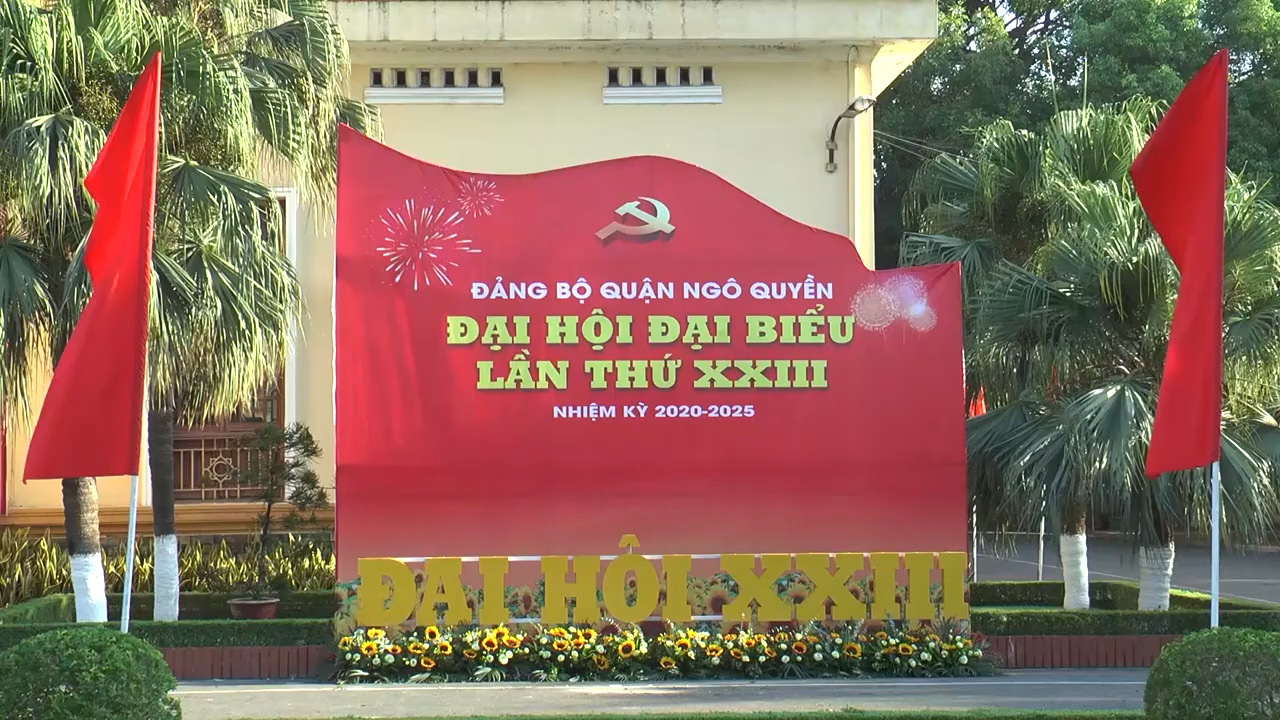 ĐẢNG BỘ QUẬN NGÔ QUYỀN
ĐẠI HỘI ĐẠI BIỂU
LẦN THỨ XXIII
NHIỆM KỲ 2020-2025
ĐẠI HỘI XXIII